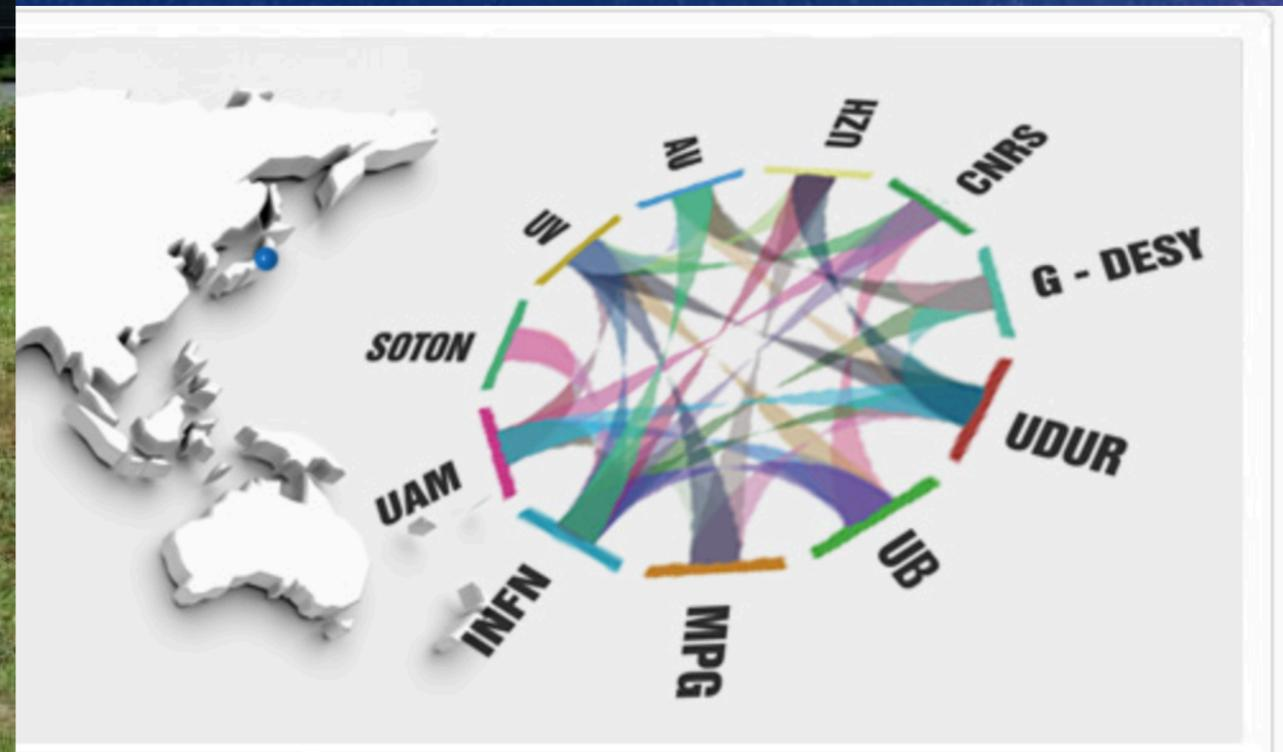 AU
UZH
CNRS
UV
G - DESY
SOTON
UDUR
UAM
UB
INFN
MPG